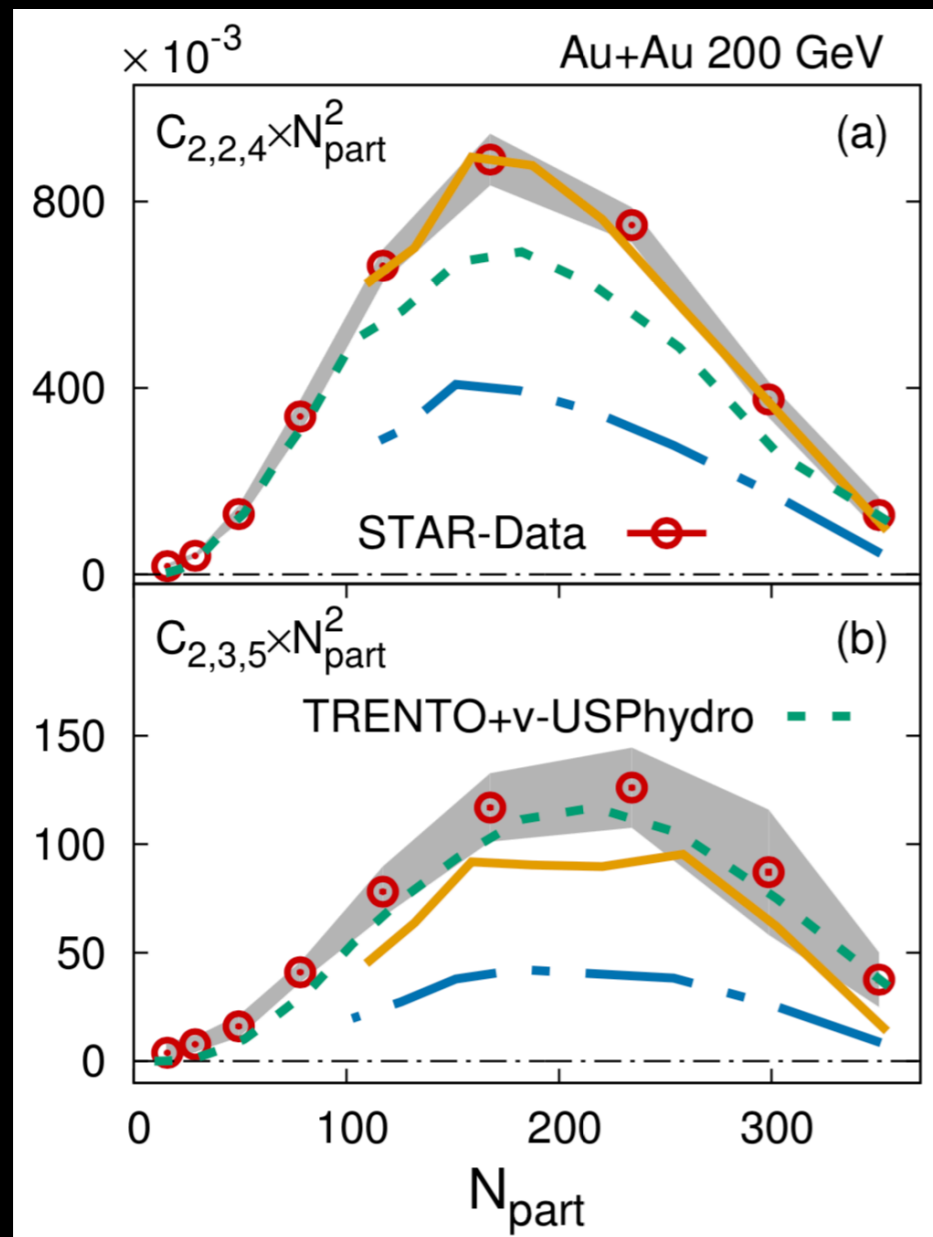 × 10⁻³ Au+Au 200 GeV
C₂,₂,₄×N²part (a)
800
400
STAR-Data
0
C₂,₃,₅×N²part (b)
TRENTO+v-USPhydro
150
100
50
0
0 100 200 300
Npart